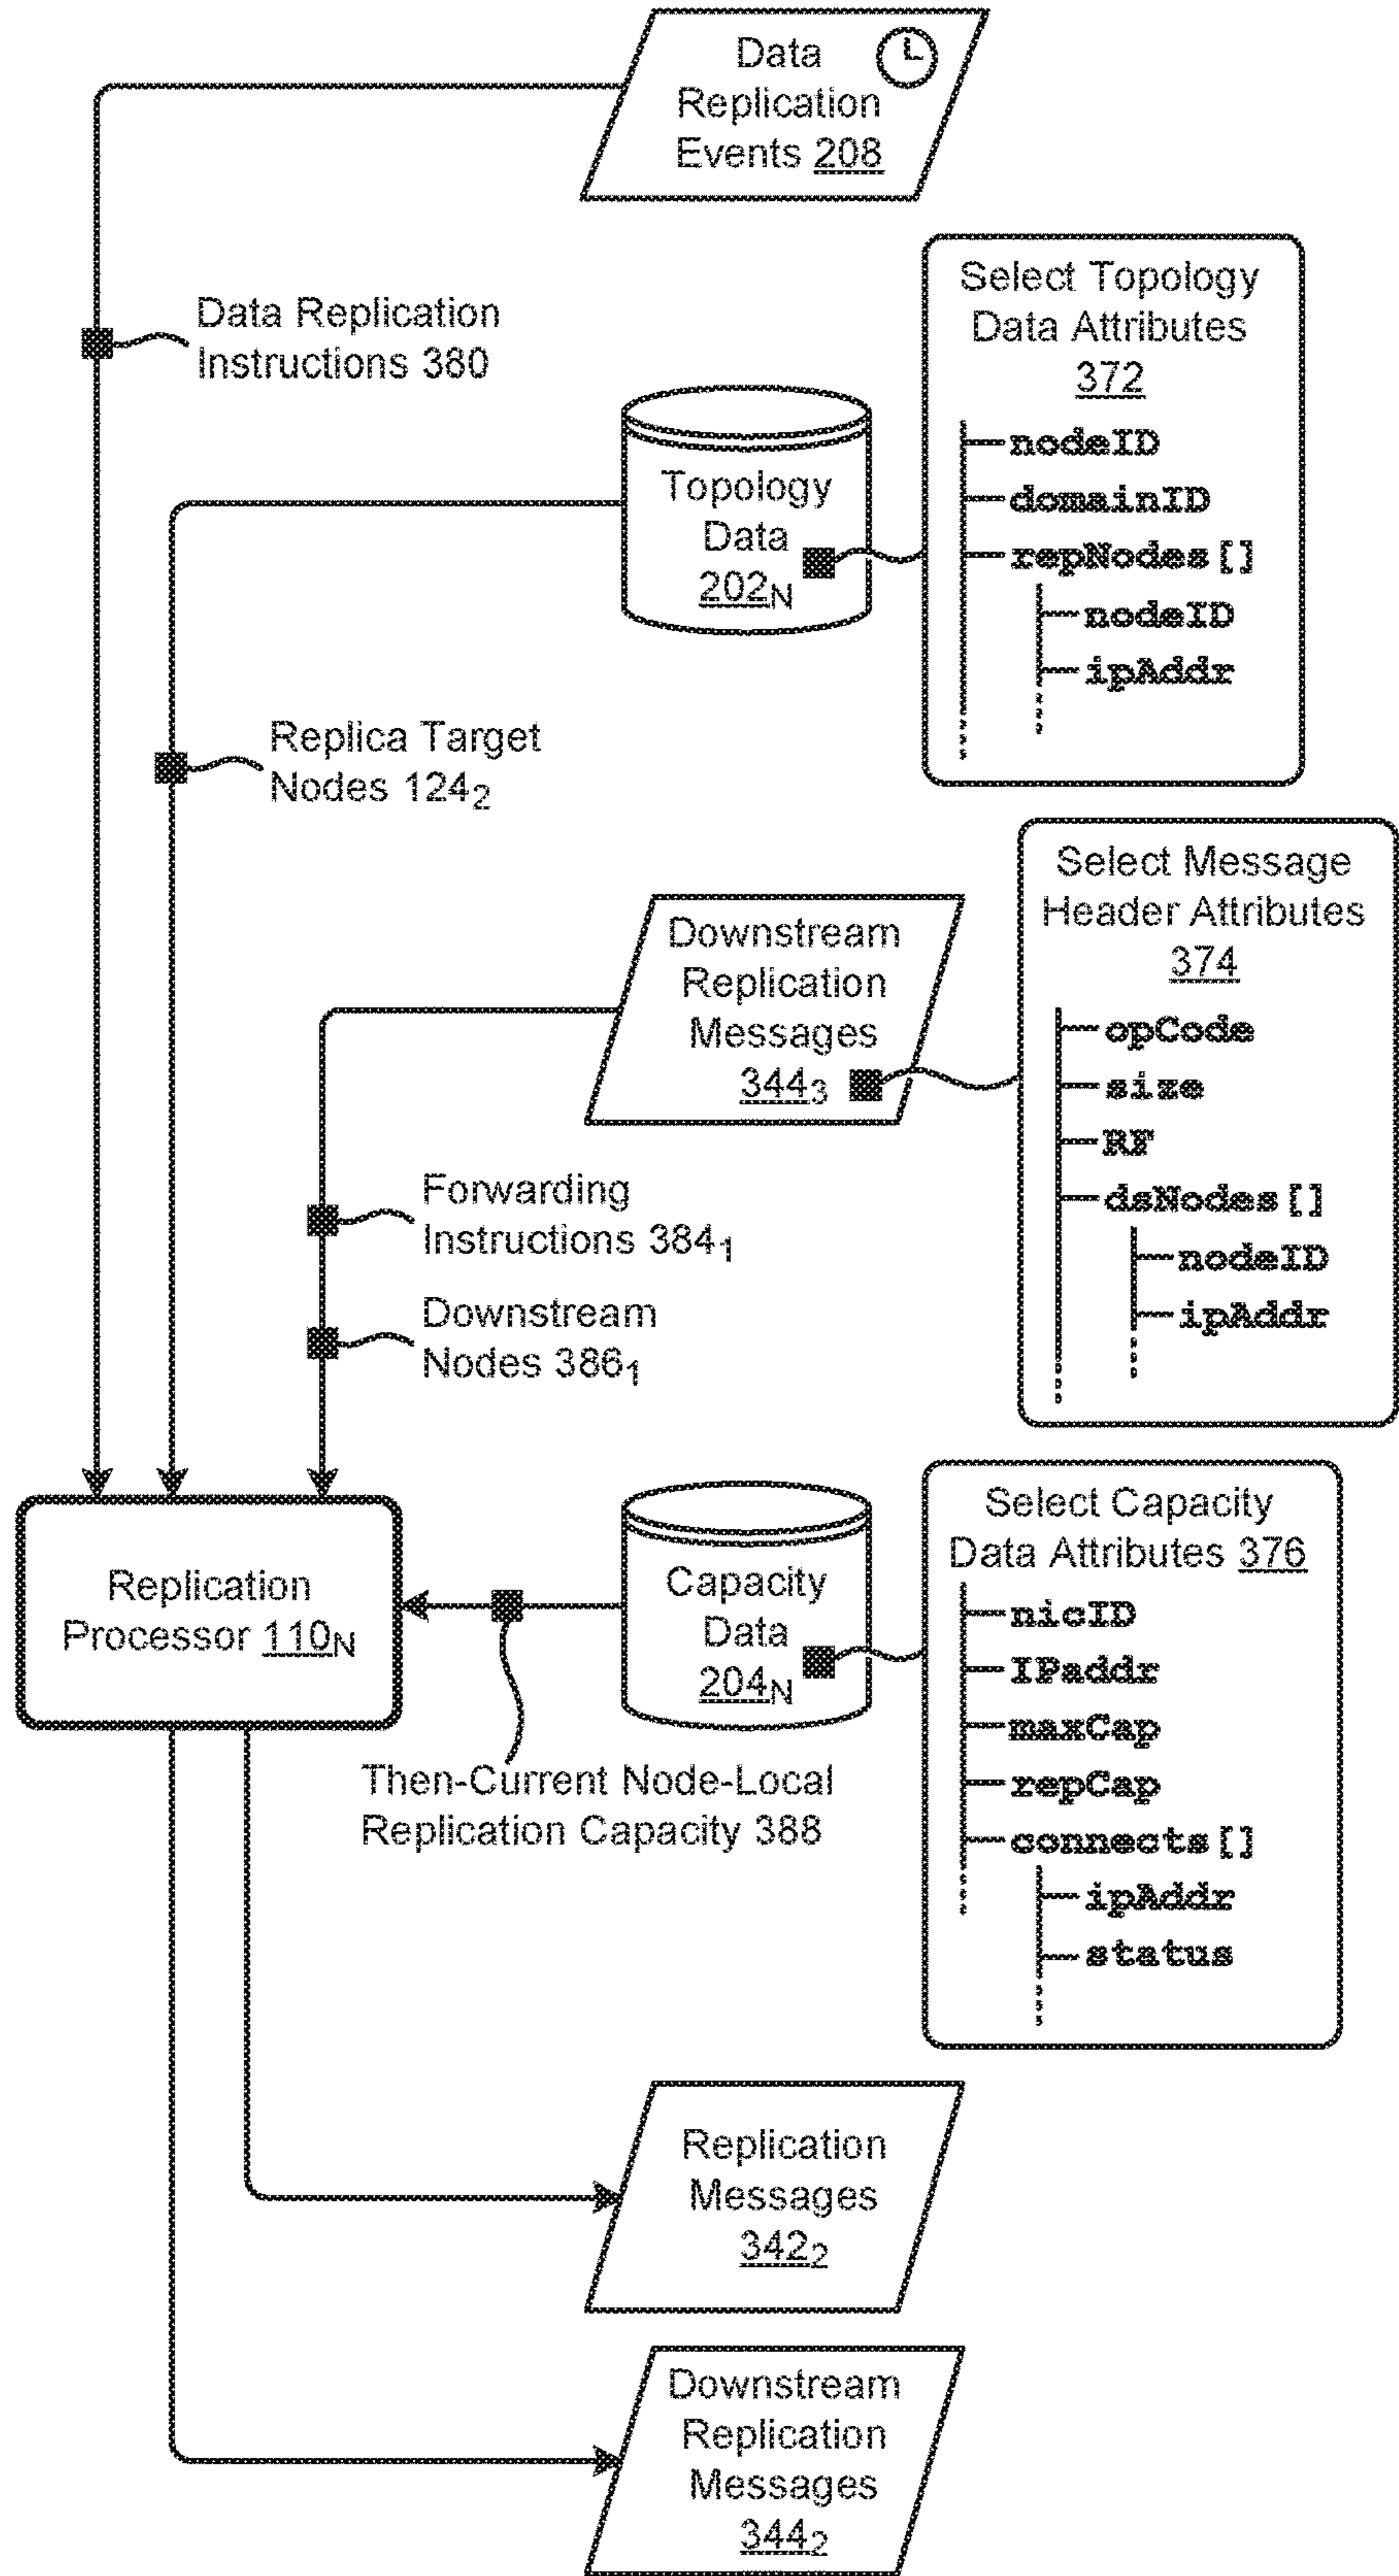 Data
Replication
Events 208
Select Topology
Data Attributes
372
nodeID
domainID
repNodes[]
nodeID
ipAddr
Data Replication
Instructions 380
Topology
Data
202N
Replica Target
Nodes 1242
Select Message
Header Attributes
374
opCode
size
RF
dsNodes[]
nodeID
ipAddr
Downstream
Replication
Messages
3443
Forwarding
Instructions 3841
Downstream
Nodes 3861
Replication
Processor 110N
Capacity
Data
204N
Select Capacity
Data Attributes 376
nicID
IPaddr
maxCap
repCap
connects[]
ipAddr
status
Then-Current Node-Local
Replication Capacity 388
Replication
Messages
3422
Downstream
Replication
Messages
3442